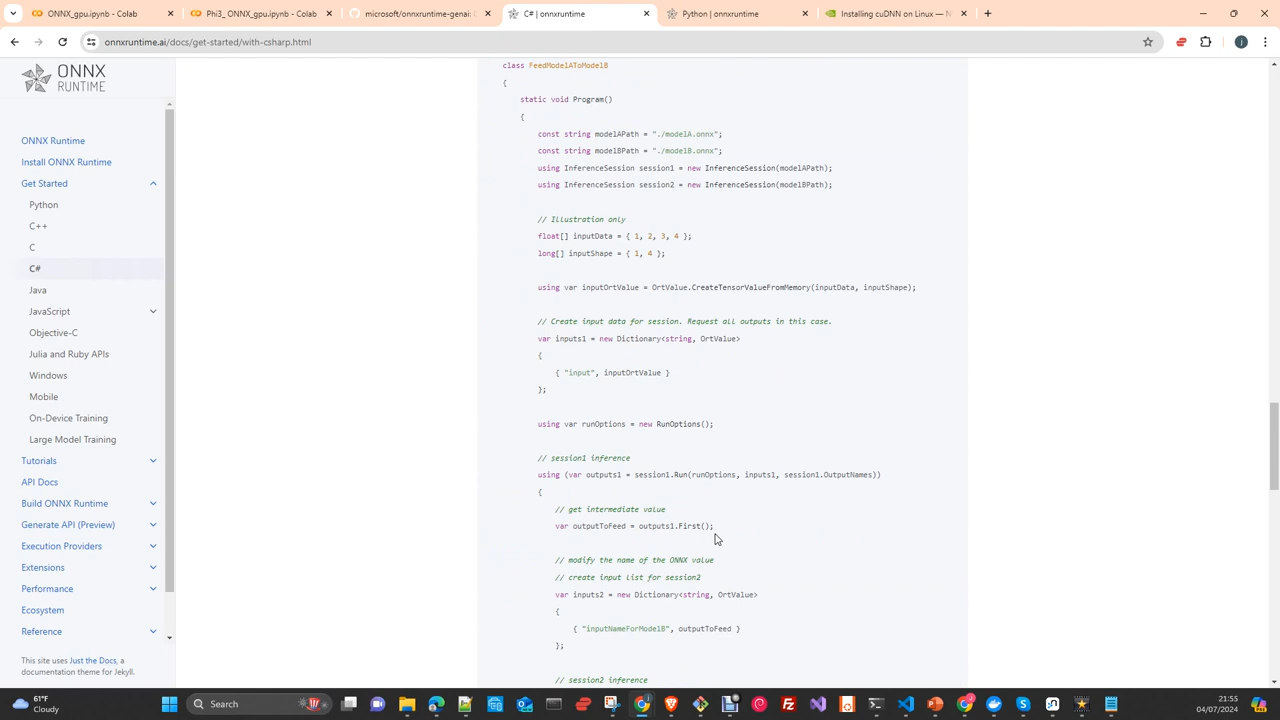 ONNX_gpu.ipynb - Colab
Phi3_ ONNX_gpu.ipynb - Colab
microsoft/onnxruntime-genai:
C# | onnxruntime
Python | onnxruntime
Installing cuDNN on Linux — N
onnxruntime.ai/docs/get-started/with-csharp.html
ONNX
RUNTIME
ONNX Runtime
Install ONNX Runtime
Get Started
Python
C++
C
C#
Java
JavaScript
Objective-C
Julia and Ruby APIs
Windows
Mobile
On-Device Training
Large Model Training
Tutorials
API Docs
Build ONNX Runtime
Generate API (Preview)
Execution Providers
Extensions
Performance
Ecosystem
Reference
This site uses Just the Docs, a
documentation theme for Jekyll.
class FeedModelAToModelB
{
static void Program()
{
const string modelAPath = "./modelA.onnx";
const string modelBPath = "./modelB.onnx";
using InferenceSession session1 = new InferenceSession(modelAPath);
using InferenceSession session2 = new InferenceSession(modelBPath);
// Illustration only
float[] inputData = { 1, 2, 3, 4 };
long[] inputShape = { 1, 4 };
using var inputOrtValue = OrtValue.CreateTensorValueFromMemory(inputData, inputShape);
// Create input data for session. Request all outputs in this case.
var inputs1 = new Dictionary<string, OrtValue>
{
{ "input", inputOrtValue }
};
using var runOptions = new RunOptions();
// session1 inference
using (var outputs1 = session1.Run(runOptions, inputs1, session1.OutputNames))
{
// get intermediate value
var outputToFeed = outputs1.First();
// modify the name of the ONNX value
// create input list for session2
var inputs2 = new Dictionary<string, OrtValue>
{
{ "inputNameForModelB", outputToFeed }
};
// session2 inference
61°F
Cloudy
Search
21:55
04/07/2024